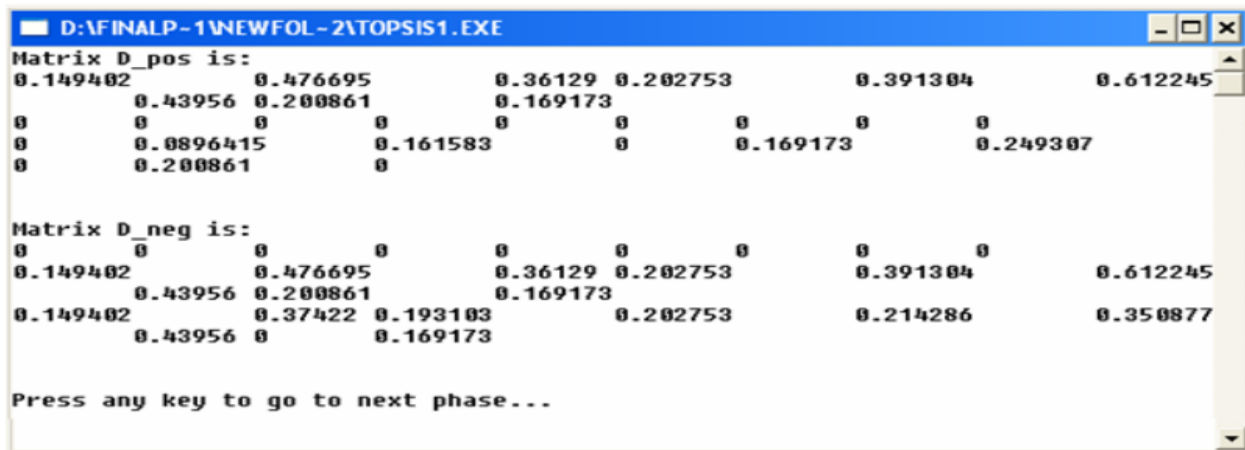 D:\FINALP~1\NEWFOL~2\TOPSIS1.EXE
Matrix D_pos is:
0.149402 0.476695 0.36129 0.202753 0.391304 0.612245
0.43956 0.200861 0.169173
0 0 0 0 0 0 0 0 0
0 0.0896415 0.161583 0 0.169173 0.249307
0 0.200861 0
Matrix D_neg is:
0 0 0 0 0 0 0 0 0
0.149402 0.476695 0.36129 0.202753 0.391304 0.612245
0.43956 0.200861 0.169173
0.149402 0.37422 0.193103 0.202753 0.214286 0.350877
0.43956 0 0.169173
Press any key to go to next phase...